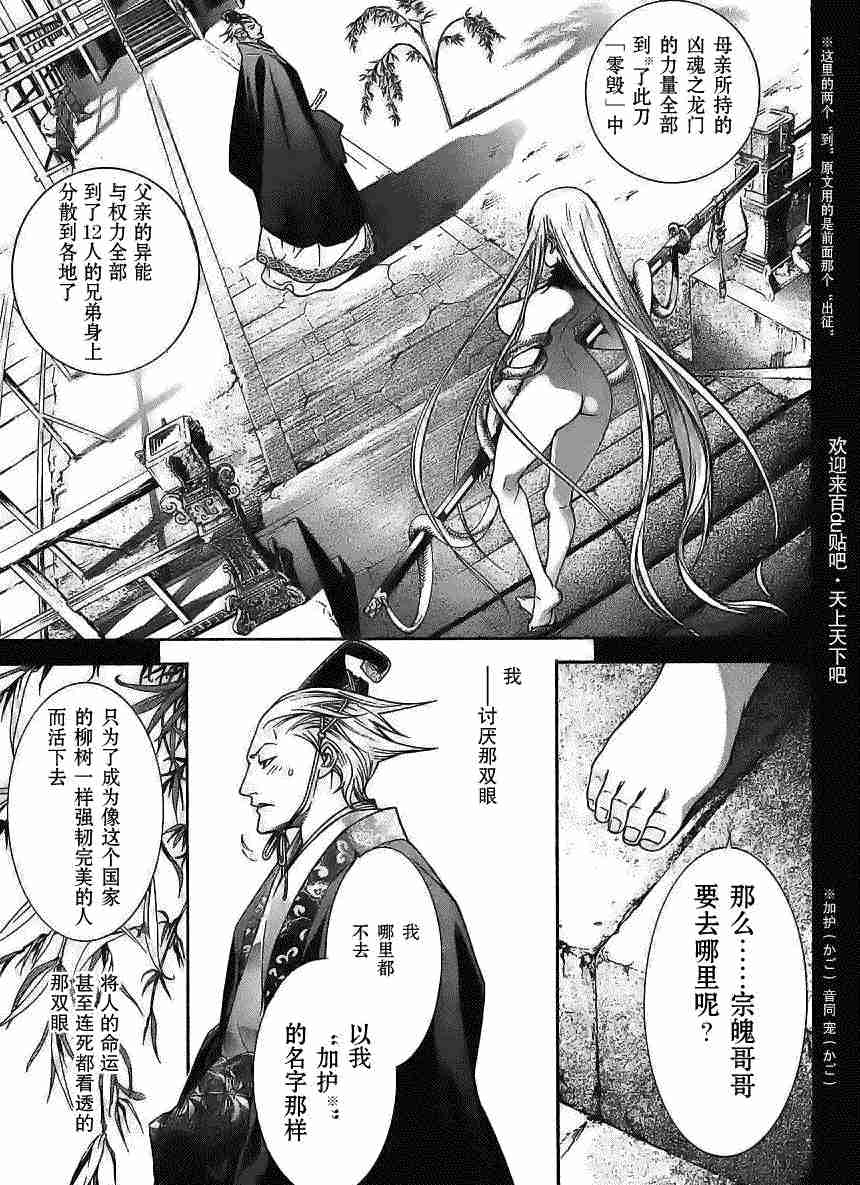 母亲所持的
凶魂之龙门
的力量全部
到※了此刀
「零毁」中
父亲的异能
与权力全部
到了12人的兄弟身上
分散到各地了
那么……宗魄哥哥
要去哪里呢？
我
——讨厌那双眼
我
哪里都
不去
以我
“加护※”
的名字那样
只为了成为像这个国家
的柳树一样强韧完美的人
而活下去
将人的命运
甚至连死都看透的
那双眼
※这里的两个“到”原文用的是前面那个“出征”
欢迎来百du贴吧·天上天下吧
※加护（かご）音同 宠（かご）